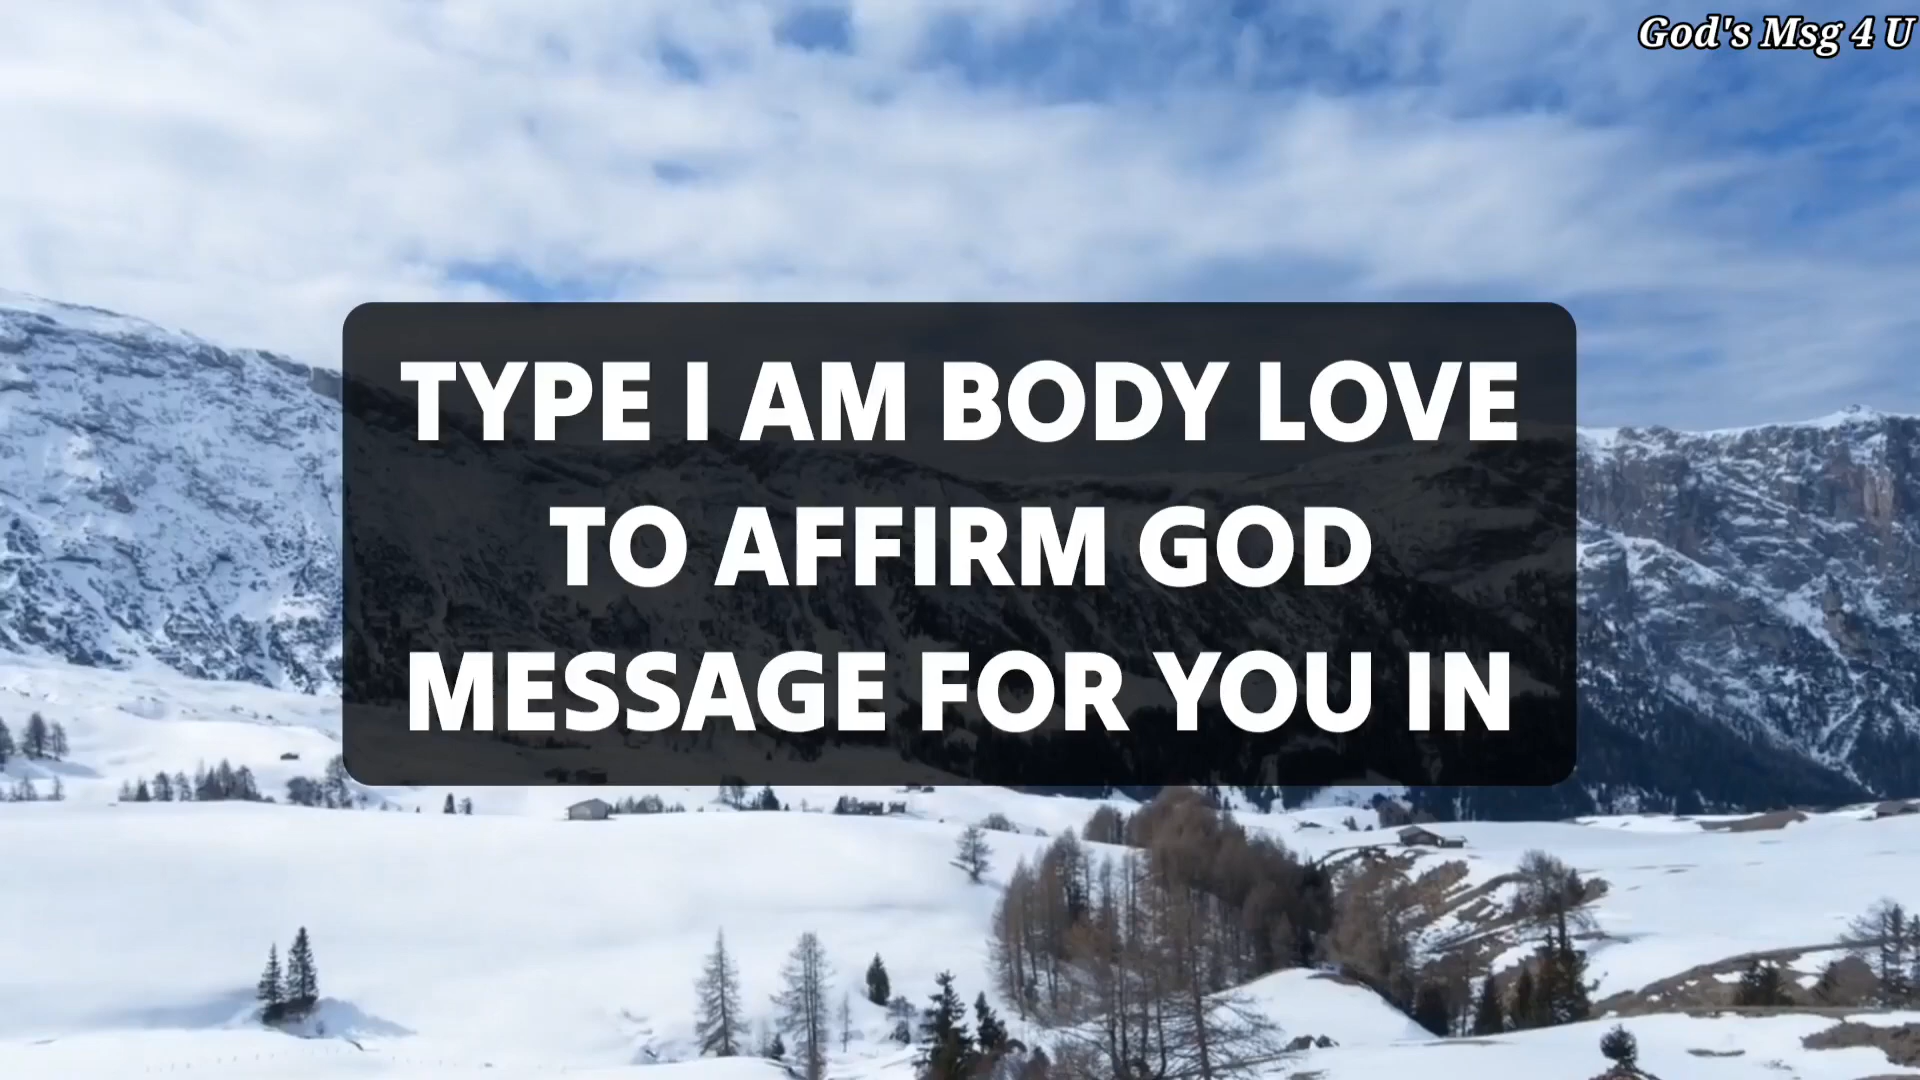 God's Msg 4 U
TYPE I AM BODY LOVE
TO AFFIRM GOD
MESSAGE FOR YOU IN